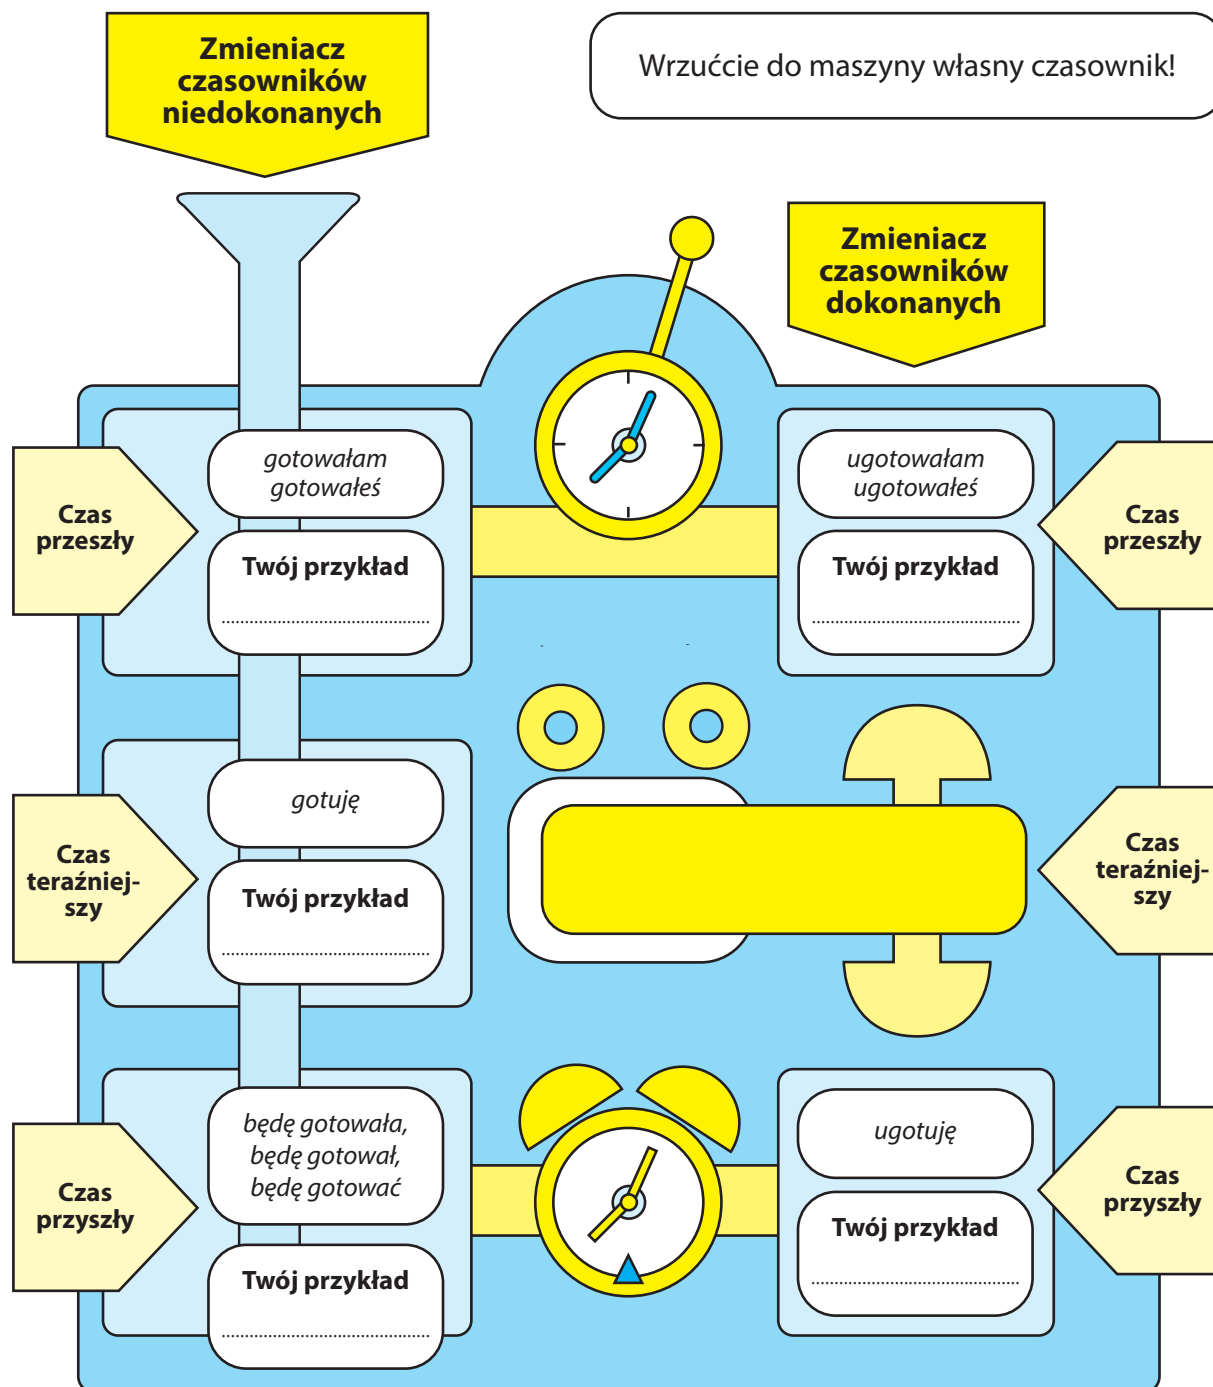 Zmieniacz
czasowników
niedokonanych
Wrzućcie do maszyny własny czasownik!
Zmieniacz
czasowników
dokonanych
Czas
przeszły
gotowałam
gotowałeś
Twój przykład
ugotowałam
ugotowałeś
Twój przykład
Czas
przeszły
Czas
teraźniej-
szy
gotuję
Twój przykład
Czas
teraźniej-
szy
Czas
przyszły
będę gotowała,
będę gotował,
będę gotować
Twój przykład
ugotuję
Twój przykład
Czas
przyszły